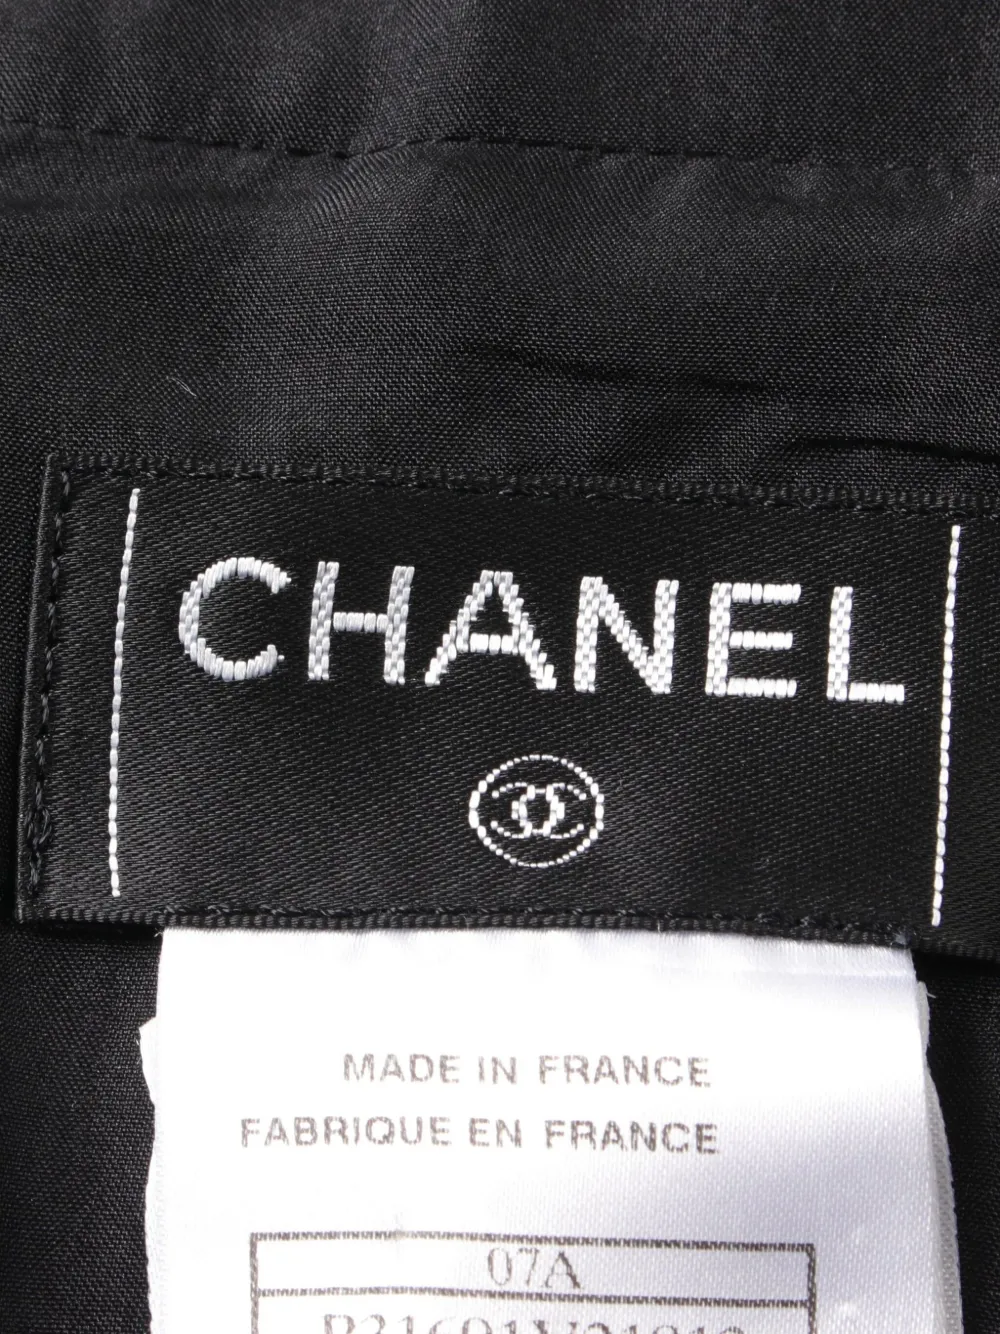 CHANEL
MADE IN FRANCE
FABRIQUE EN FRANCE
07A